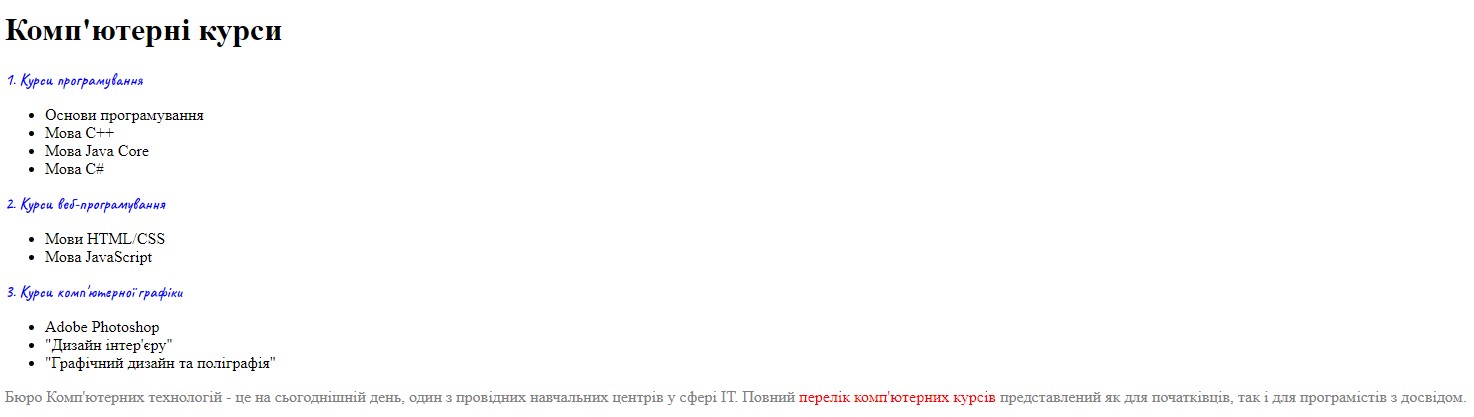 Комп'ютерні курси
1. Курси програмування
Основи програмування
Мова C++
Мова Java Core
Мова C#
2. Курси веб-програмування
Мови HTML/CSS
Мова JavaScript
3. Курси комп'ютерної графіки
Adobe Photoshop
"Дизайн інтер'єру"
"Графічний дизайн та поліграфія"
Бюро Комп'ютерних технологій - це на сьогоднішній день, один з провідних навчальних центрів у сфері IT. Повний перелік комп'ютерних курсів представлений як для початківців, так і для програмістів з досвідом.